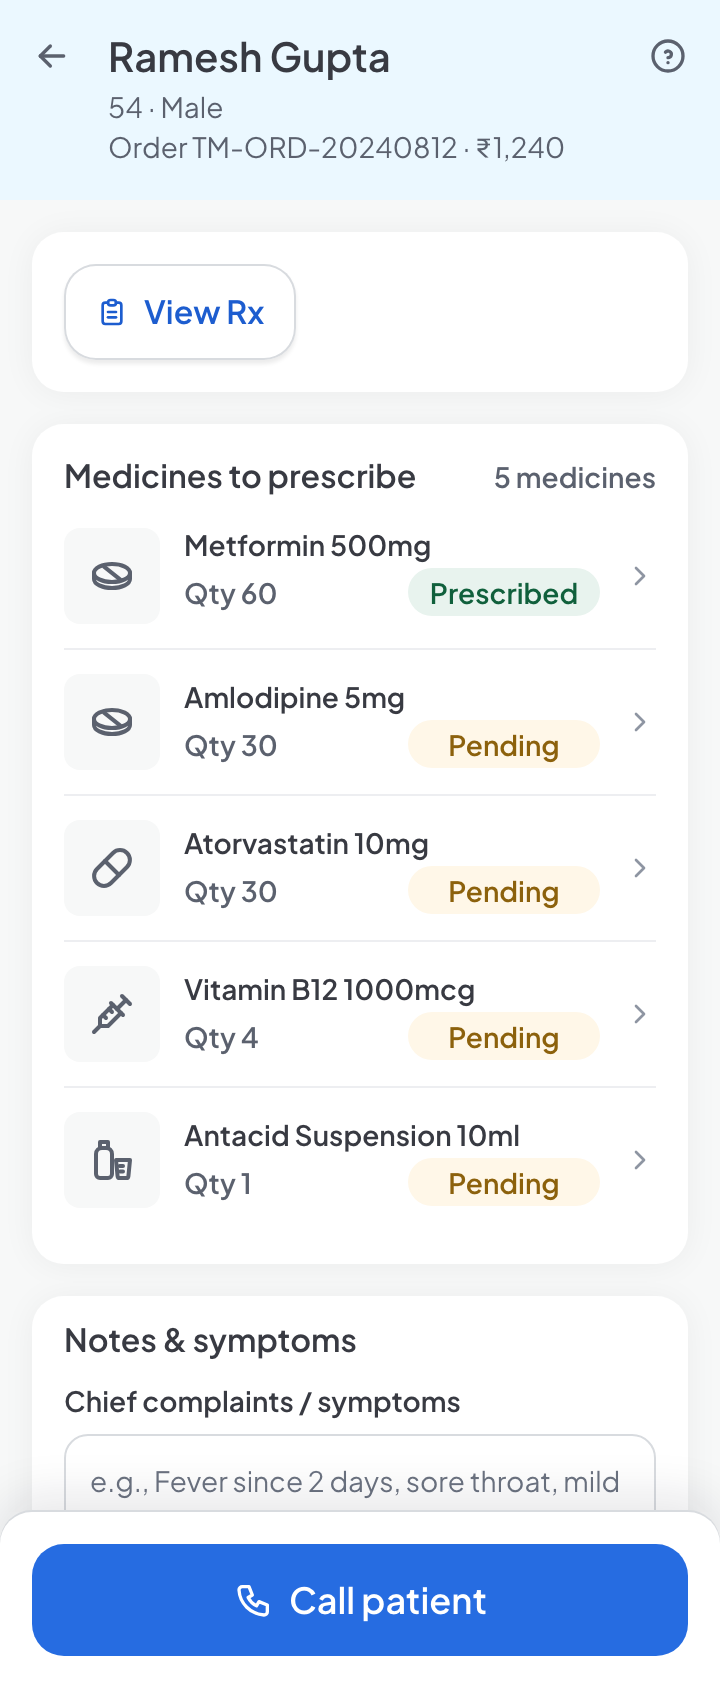 Ramesh Gupta
54 · Male
Order TM-ORD-20240812 · ₹1,240
View Rx
Medicines to prescribe 5 medicines
Metformin 500mg
Qty 60 Prescribed
Amlodipine 5mg
Qty 30 Pending
Atorvastatin 10mg
Qty 30 Pending
Vitamin B12 1000mcg
Qty 4 Pending
Antacid Suspension 10ml
Qty 1 Pending
Notes & symptoms
Chief complaints / symptoms
e.g., Fever since 2 days, sore throat, mild
Call patient